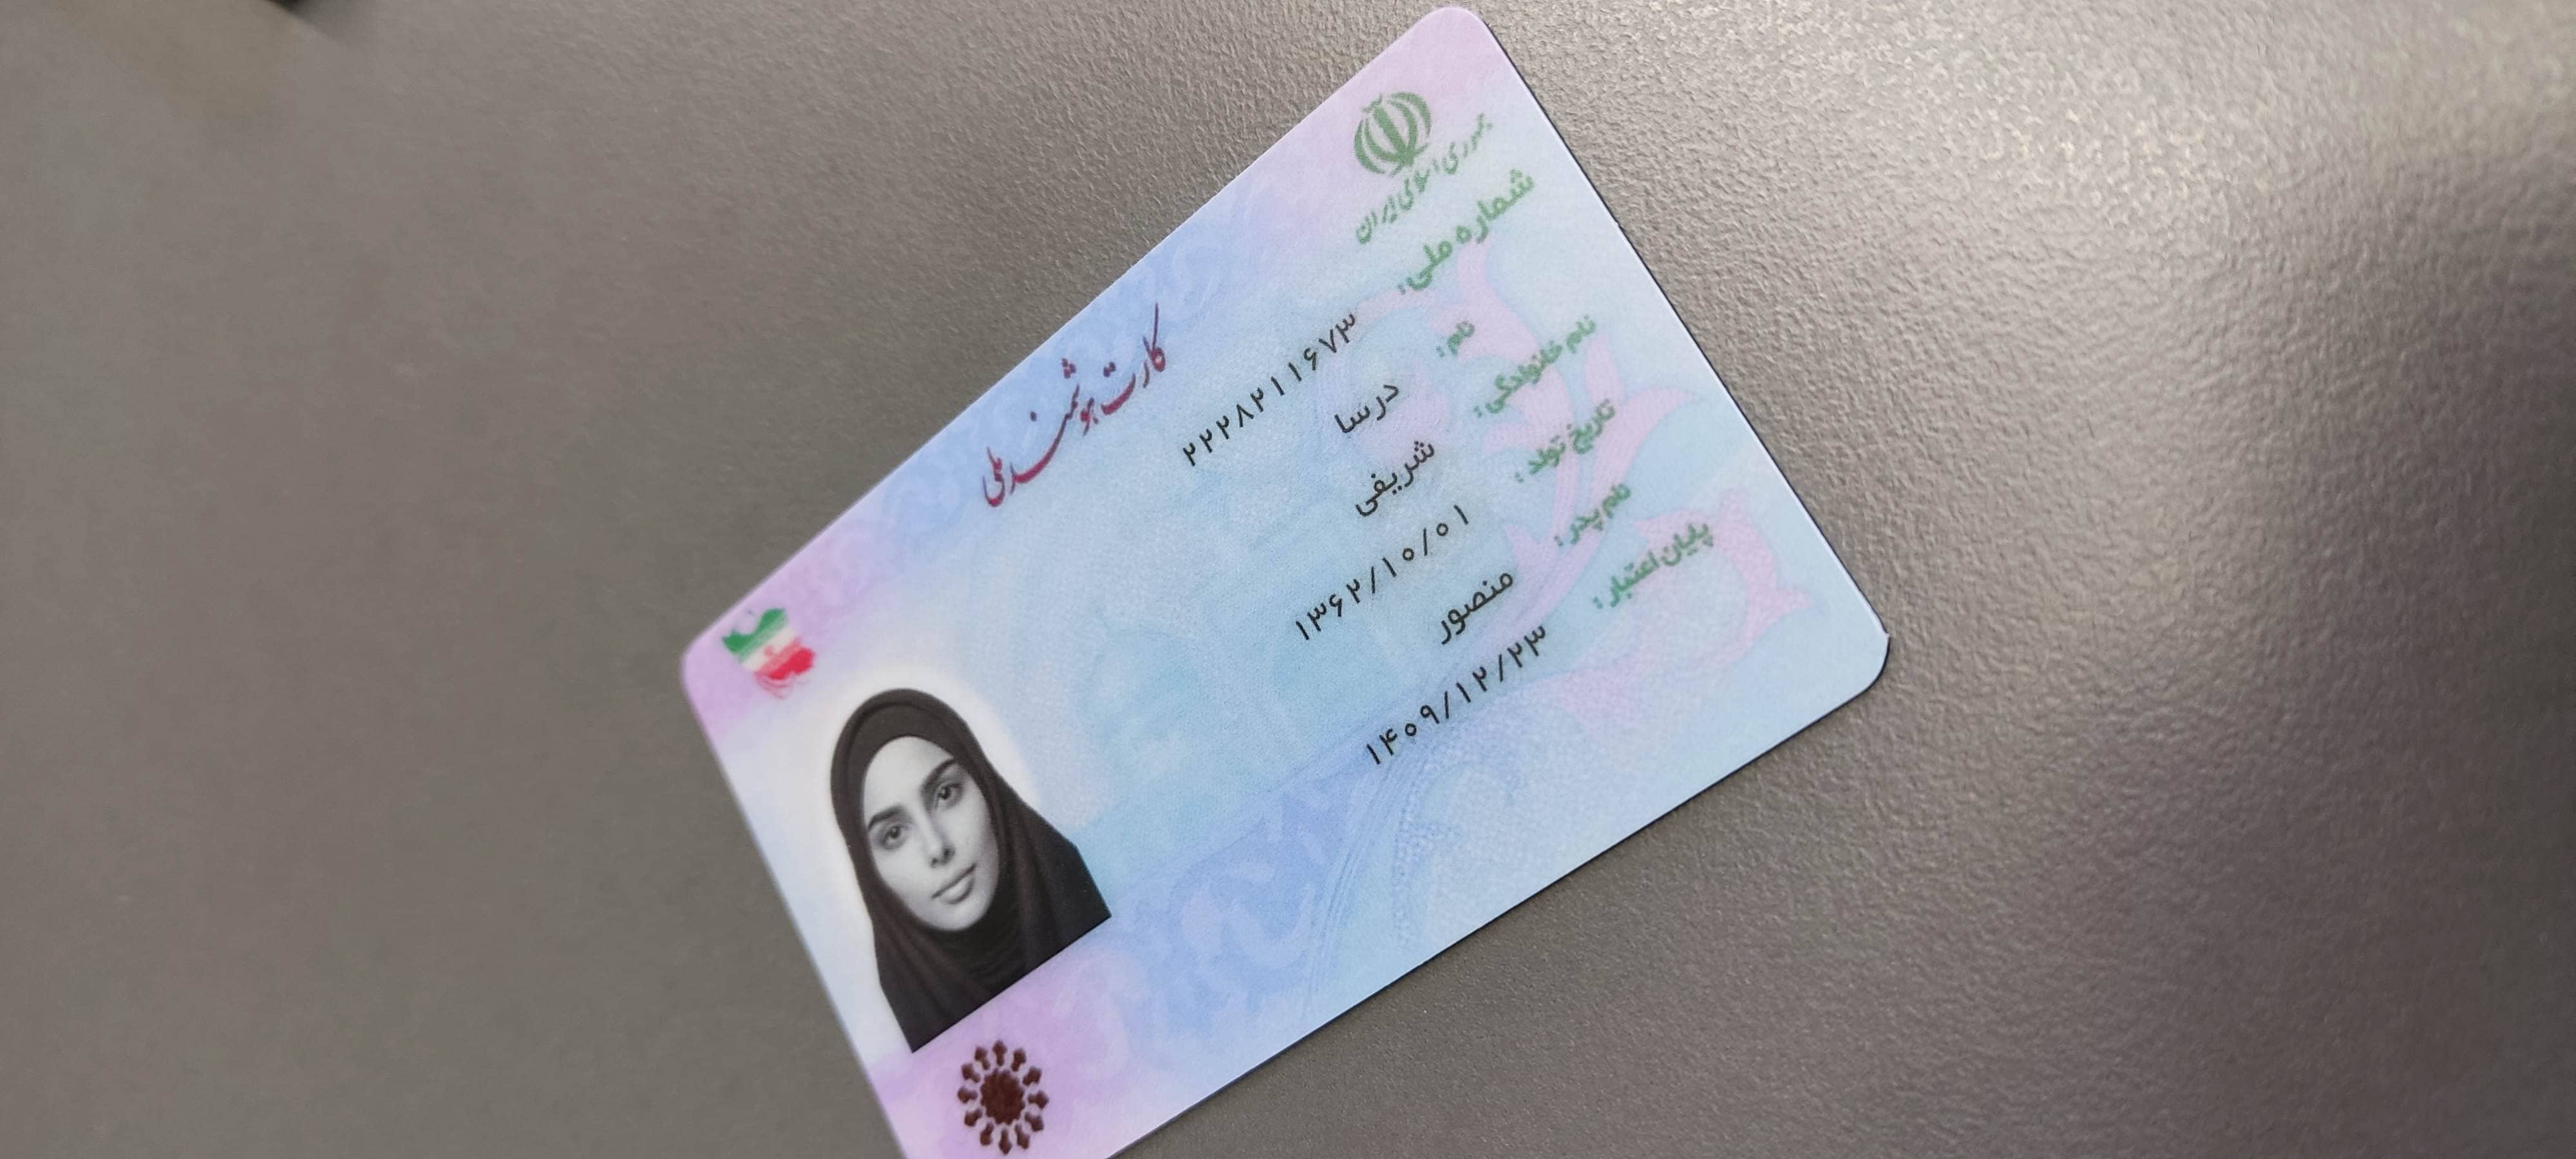 جمهوری اسلامی ایران
کارت هوشمند ملی
شماره ملی: ۲۲۲۸۲۱۱۶۷۳
نام: درسا
نام خانوادگی: شریفی
تاریخ تولد: ۱۳۶۲/۱۰/۰۱
نام پدر: منصور
پایان اعتبار: ۱۴۰۹/۱۲/۲۳